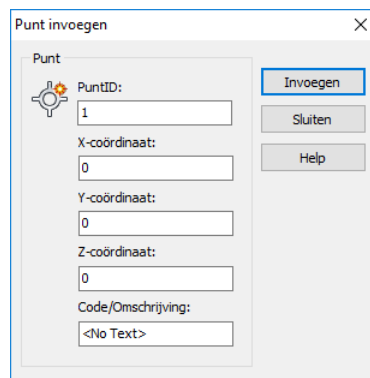 Punt invoegen
Punt
PuntID:
1
X-coördinaat:
0
Y-coördinaat:
0
Z-coördinaat:
0
Code/Omschrijving:
<No Text>
Invoegen
Sluiten
Help